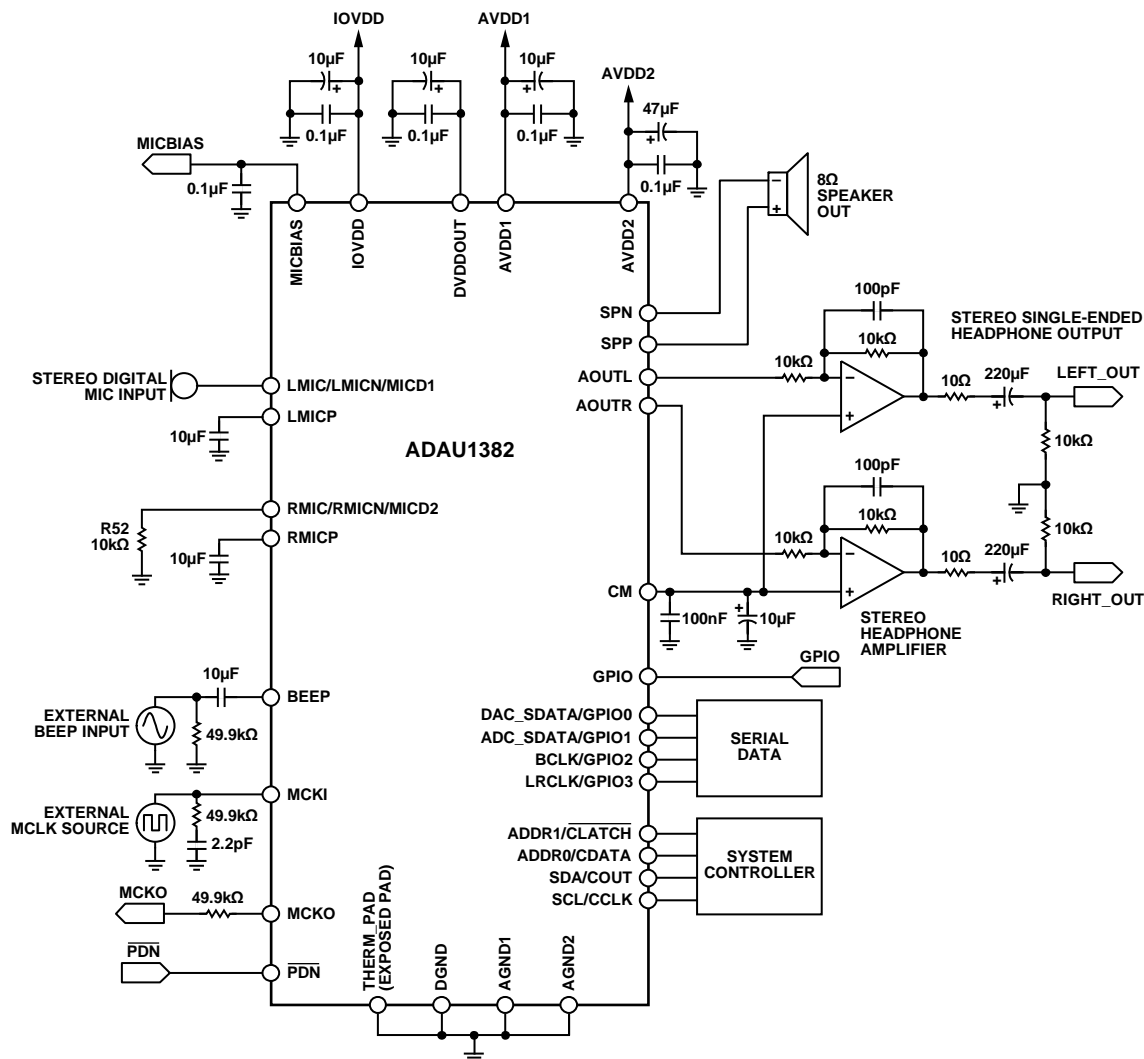 IOVDD
AVDD1
10µF
10µF
10µF
AVDD2
47µF
0.1µF
0.1µF
0.1µF
MICBIAS
0.1µF
0.1µF
8Ω
SPEAKER
OUT
–
+
MICBIAS
IOVDD
DVDDOUT
AVDD1
AVDD2
SPN
SPP
AOUTL
AOUTR
100pF
10kΩ
10kΩ
–
+
10Ω
220µF
STEREO SINGLE-ENDED
HEADPHONE OUTPUT
LEFT_OUT
10kΩ
STEREO DIGITAL
MIC INPUT
LMIC/LMICN/MICD1
10µF
LMICP
ADAU1382
R52
10kΩ
RMIC/RMICN/MICD2
10µF
RMICP
100pF
10kΩ
10kΩ
–
+
10Ω
220µF
10kΩ
RIGHT_OUT
CM
100nF
10µF
STEREO
HEADPHONE
AMPLIFIER
GPIO
GPIO
10µF
BEEP
EXTERNAL
BEEP INPUT
49.9kΩ
DAC_SDATA/GPIO0
ADC_SDATA/GPIO1
BCLK/GPIO2
LRCLK/GPIO3
SERIAL
DATA
MCKI
EXTERNAL
MCLK SOURCE
49.9kΩ
2.2pF
ADDR1/CLATCH
ADDR0/CDATA
SDA/COUT
SCL/CCLK
SYSTEM
CONTROLLER
MCKO
49.9kΩ
MCKO
PDN
PDN
THERM_PAD
(EXPOSED PAD)
DGND
AGND1
AGND2